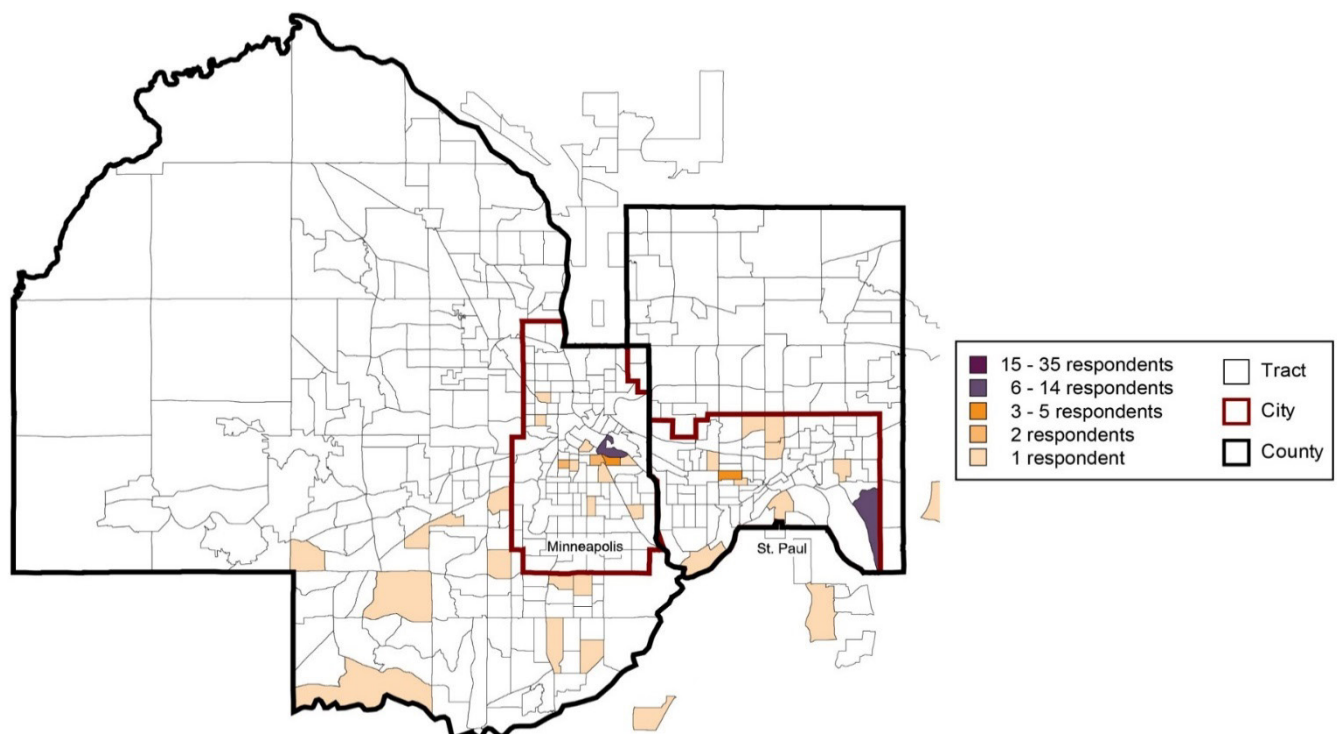 15 - 35 respondents
6 - 14 respondents
3 - 5 respondents
2 respondents
1 respondent
Tract
City
County
Minneapolis
St. Paul